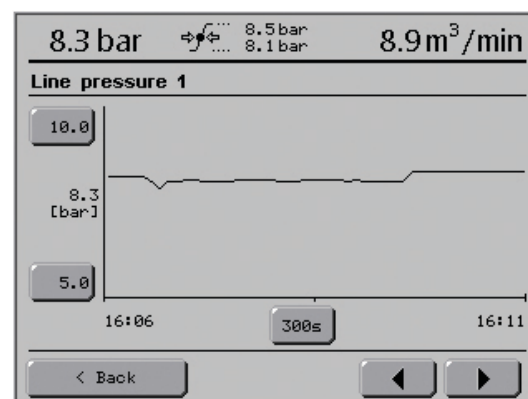 8.3 bar 8.5 bar 8.9 m³/min
8.1 bar
Line pressure 1
10.0
8.3
[bar]
5.0
16:06 300s 16:11
< Back